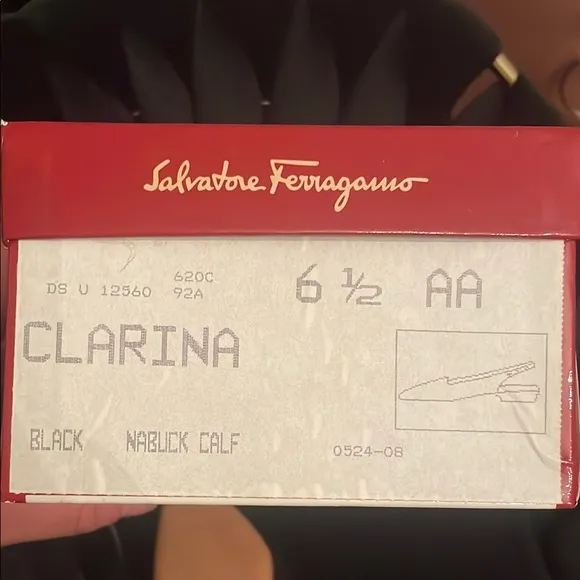 Salvatore Ferragamo
DS U 12560 620C 92A 6 ½ AA
CLARINA
BLACK NABUCK CALF 0524-08